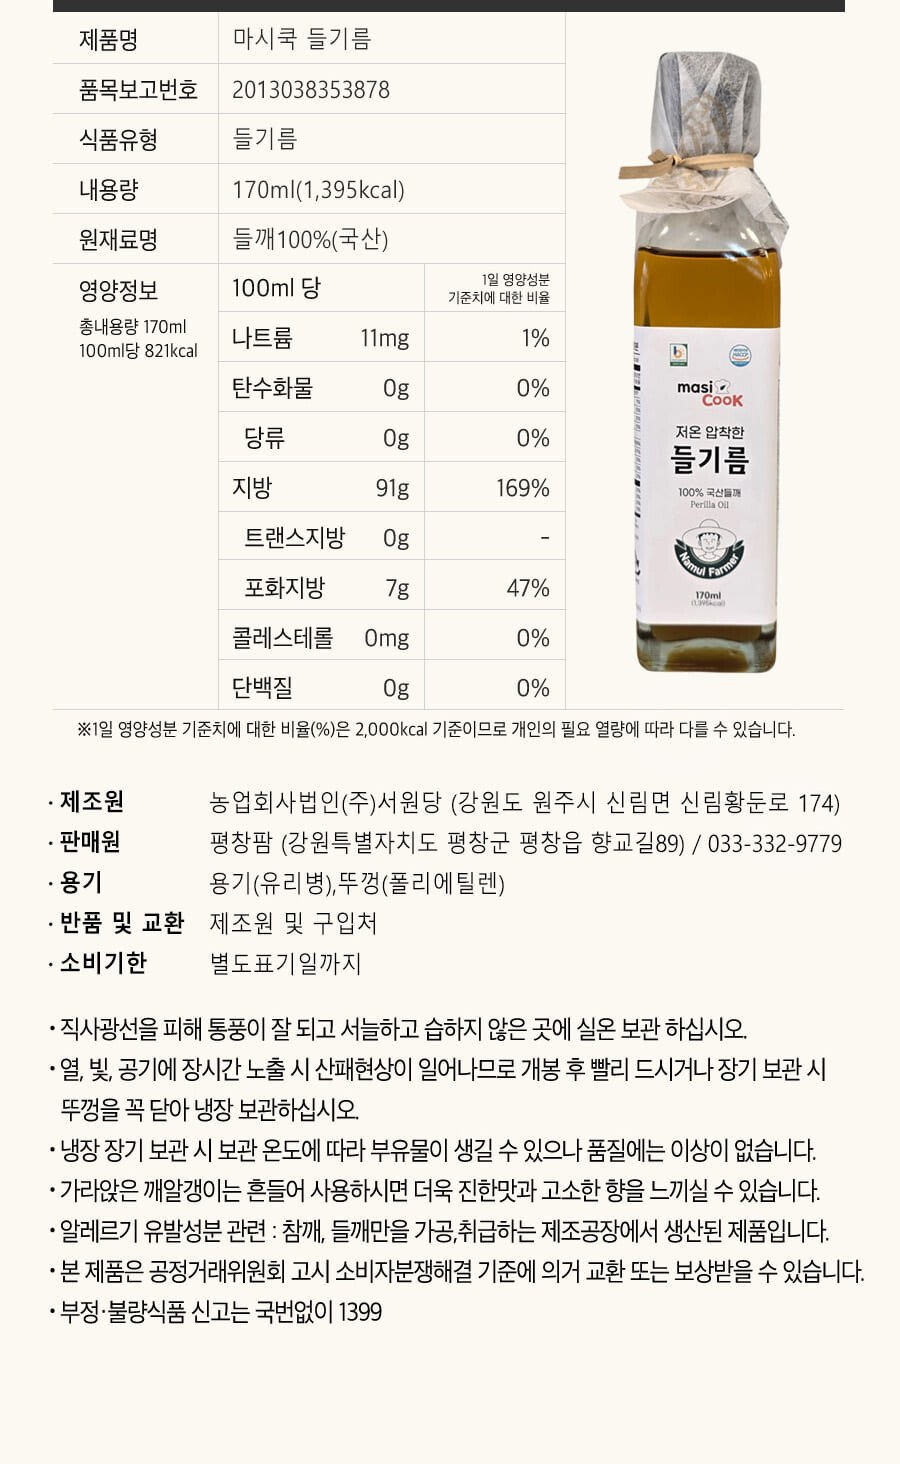 제품명 마시쿡 들기름
품목보고번호 2013038353878
식품유형 들기름
내용량 170ml(1,395kcal)
원재료명 들깨100%(국산)
영양정보 100ml 당 1일 영양성분
기준치에 대한 비율
총내용량 170ml
100ml당 821kcal
나트륨 11mg 1%
탄수화물 0g 0%
당류 0g 0%
지방 91g 169%
트랜스지방 0g -
포화지방 7g 47%
콜레스테롤 0mg 0%
단백질 0g 0%
HACCP
masi
CooK
저온 압착한
들기름
100% 국산들깨
Perilla Oil
Namul Farmer
170ml
(1,395kcal)
※1일 영양성분 기준치에 대한 비율(%)은 2,000kcal 기준이므로 개인의 필요 열량에 따라 다를 수 있습니다.
· 제조원 농업회사법인(주)서원당 (강원도 원주시 신림면 신림황둔로 174)
· 판매원 평창팜 (강원특별자치도 평창군 평창읍 향교길89) / 033-332-9779
· 용기 용기(유리병),뚜껑(폴리에틸렌)
· 반품 및 교환 제조원 및 구입처
· 소비기한 별도표기일까지
• 직사광선을 피해 통풍이 잘 되고 서늘하고 습하지 않은 곳에 실온 보관 하십시오.
• 열, 빛, 공기에 장시간 노출 시 산패현상이 일어나므로 개봉 후 빨리 드시거나 장기 보관 시
뚜껑을 꼭 닫아 냉장 보관하십시오.
• 냉장 장기 보관 시 보관 온도에 따라 부유물이 생길 수 있으나 품질에는 이상이 없습니다.
• 가라앉은 깨알갱이는 흔들어 사용하시면 더욱 진한맛과 고소한 향을 느끼실 수 있습니다.
• 알레르기 유발성분 관련 : 참깨, 들깨만을 가공,취급하는 제조공장에서 생산된 제품입니다.
• 본 제품은 공정거래위원회 고시 소비자분쟁해결 기준에 의거 교환 또는 보상받을 수 있습니다.
• 부정·불량식품 신고는 국번없이 1399